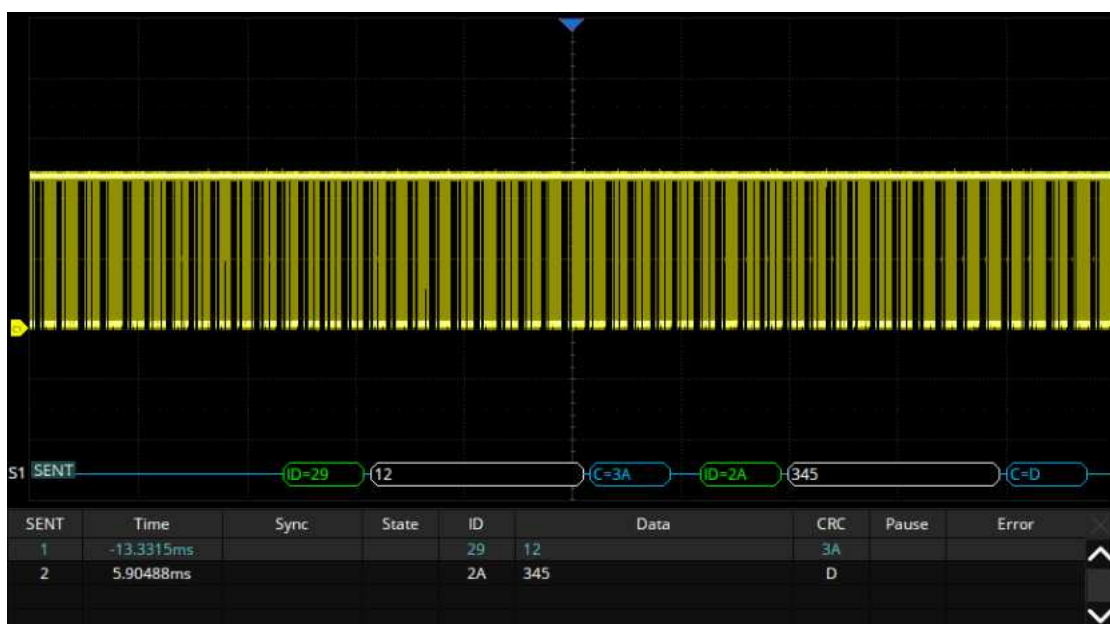 S1 SENT ID=29 12 C=3A ID=2A 345 C=D
SENT Time Sync State ID Data CRC Pause Error
1 -13.3315ms 29 12 3A
2 5.90488ms 2A 345 D